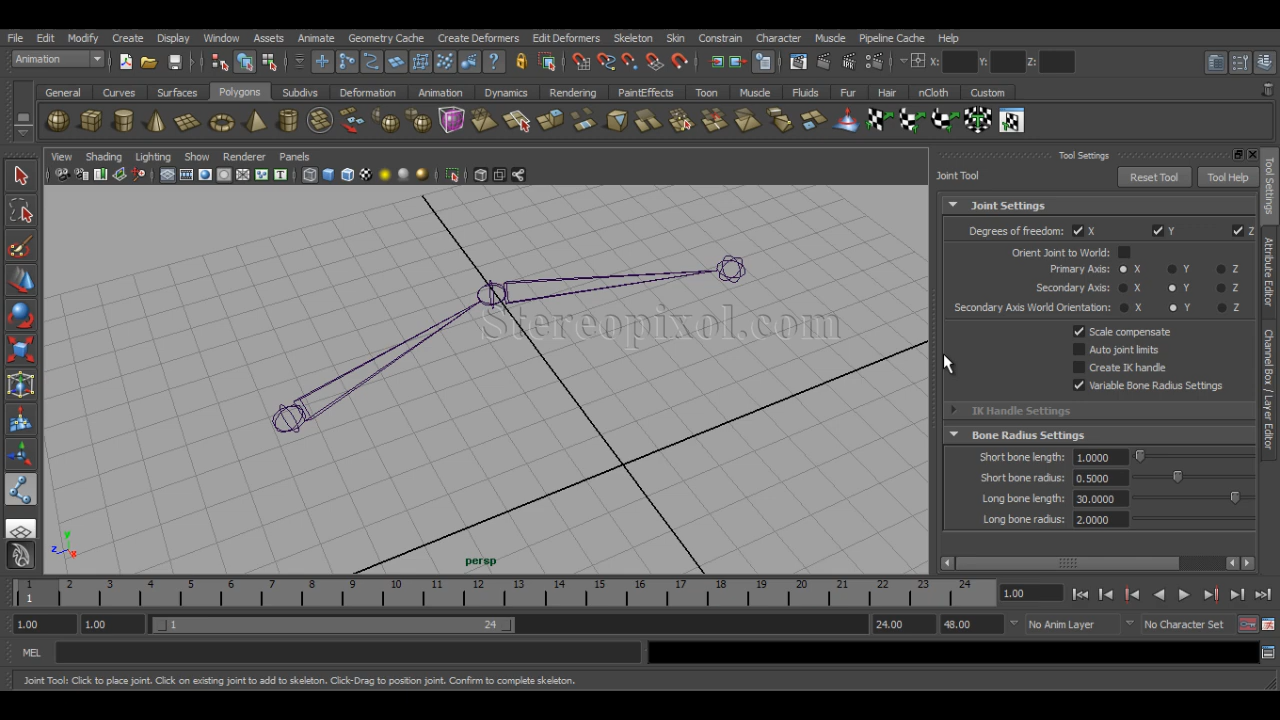 File Edit Modify Create Display Window Assets Animate Geometry Cache Create Deformers Edit Deformers Skeleton Skin Constrain Character Muscle Pipeline Cache Help
Animation X: Y: Z:
General Curves Surfaces Polygons Subdivs Deformation Animation Dynamics Rendering PaintEffects Toon Muscle Fluids Fur Hair nCloth Custom
View Shading Lighting Show Renderer Panels
Tool Settings
Joint Tool Reset Tool Tool Help
Joint Settings
Degrees of freedom: X Y Z
Orient Joint to World:
Primary Axis: X Y Z
Secondary Axis: X Y Z
Secondary Axis World Orientation: X Y Z
Scale compensate
Auto joint limits
Create IK handle
Variable Bone Radius Settings
IK Handle Settings
Bone Radius Settings
Short bone length: 1.0000
Short bone radius: 0.5000
Long bone length: 30.0000
Long bone radius: 2.0000
Tool Settings
Attribute Editor
Channel Box / Layer Editor
Stereopixol.com
y
z x
persp
1 2 3 4 5 6 7 8 9 10 11 12 13 14 15 16 17 18 19 20 21 22 23 24
1 1.00
1.00 1.00 1 24 24.00 48.00 No Anim Layer No Character Set
MEL
Joint Tool: Click to place joint. Click on existing joint to add to skeleton. Click-Drag to position joint. Confirm to complete skeleton.